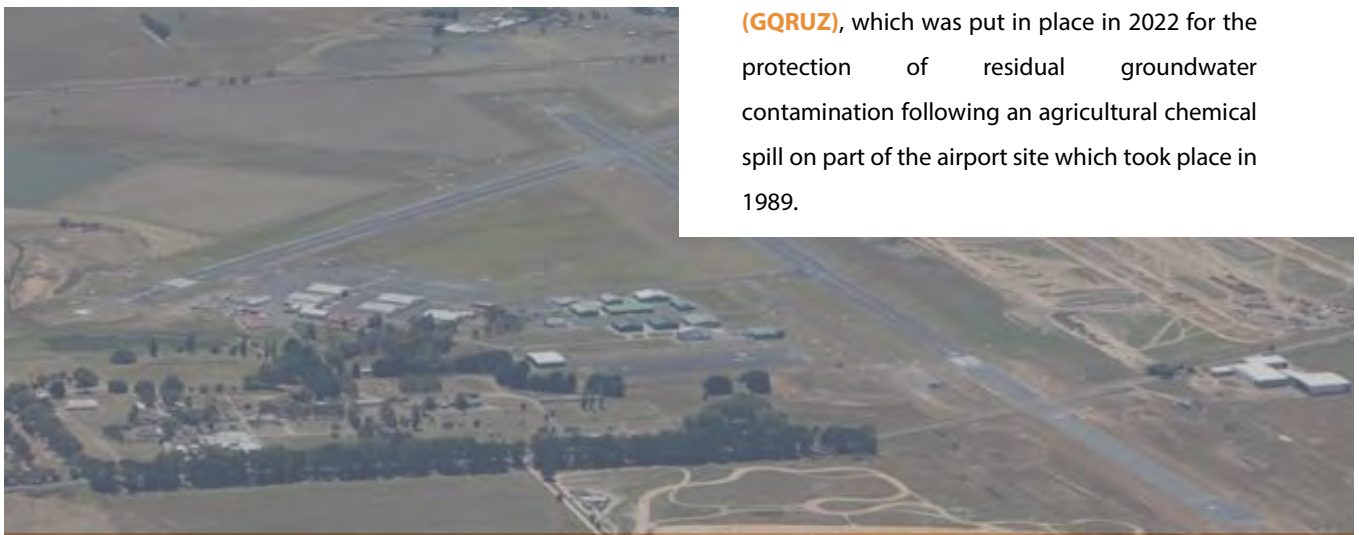 (GQRUZ), which was put in place in 2022 for the
protection of residual groundwater
contamination following an agricultural chemical
spill on part of the airport site which took place in
1989.